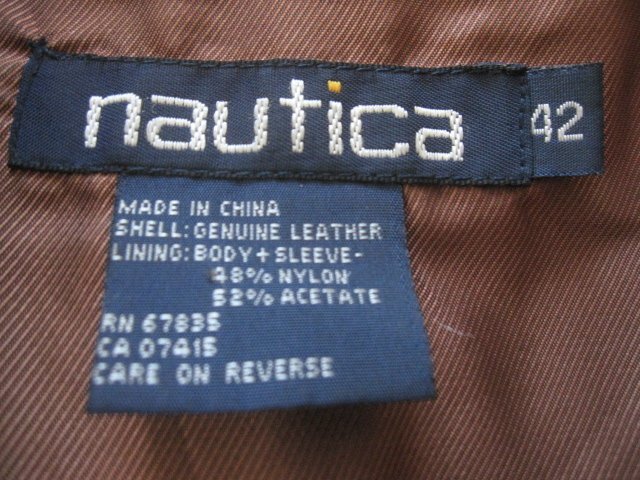 nautica 42
MADE IN CHINA
SHELL: GENUINE LEATHER
LINING: BODY + SLEEVE-
48% NYLON
52% ACETATE
RN 67835
CA 07415
CARE ON REVERSE